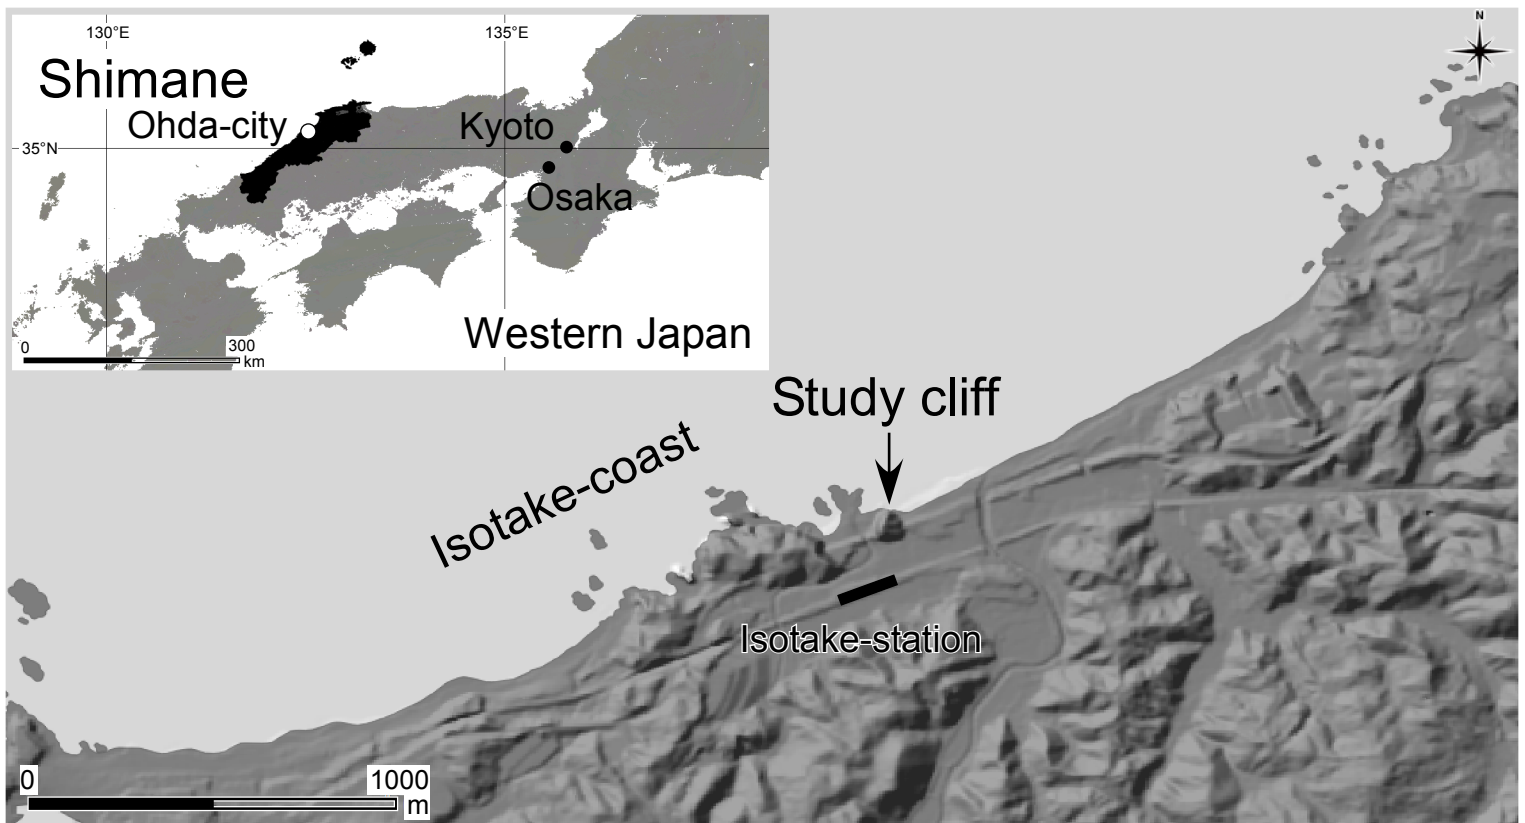 130°E
135°E
N
Shimane
Ohda-city
Kyoto
35°N
Osaka
Western Japan
0
300
km
Study cliff
Isotake-coast
Isotake-station
0
1000
m